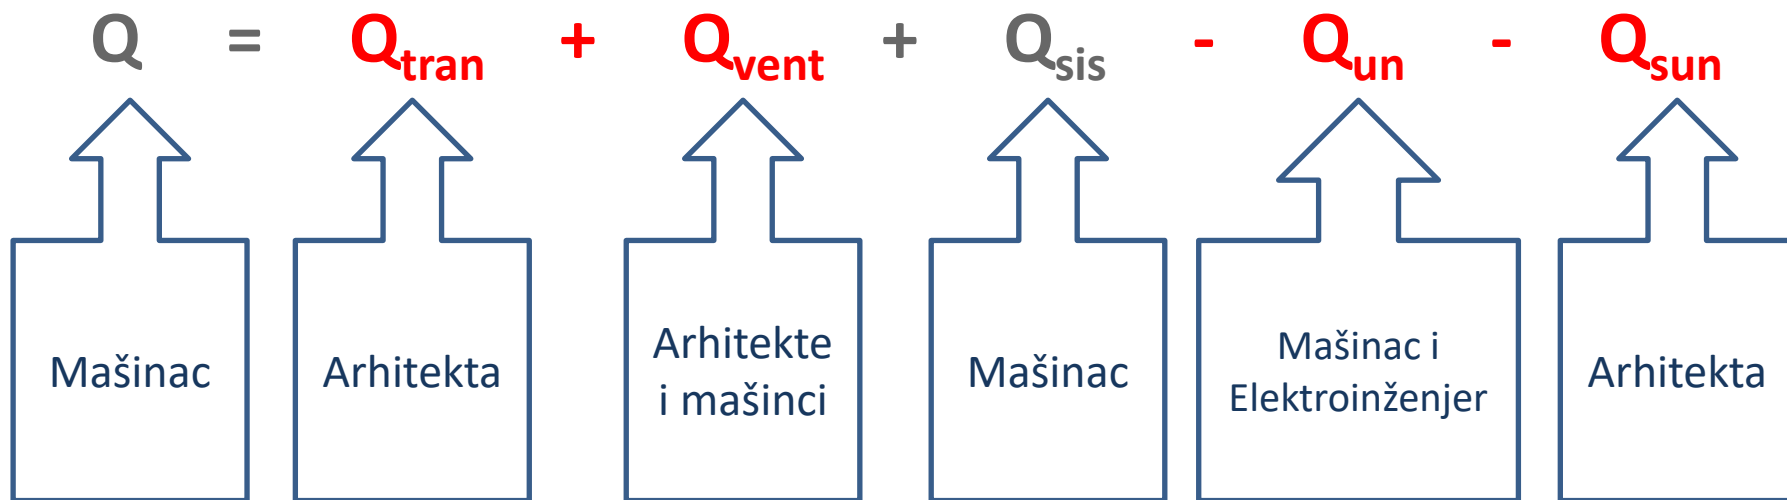 Q = Qtran + Qvent + Qsis - Qun - Qsun
Mašinac
Arhitekta
Arhitekte
i mašinci
Mašinac
Mašinac i
Elektroinženjer
Arhitekta